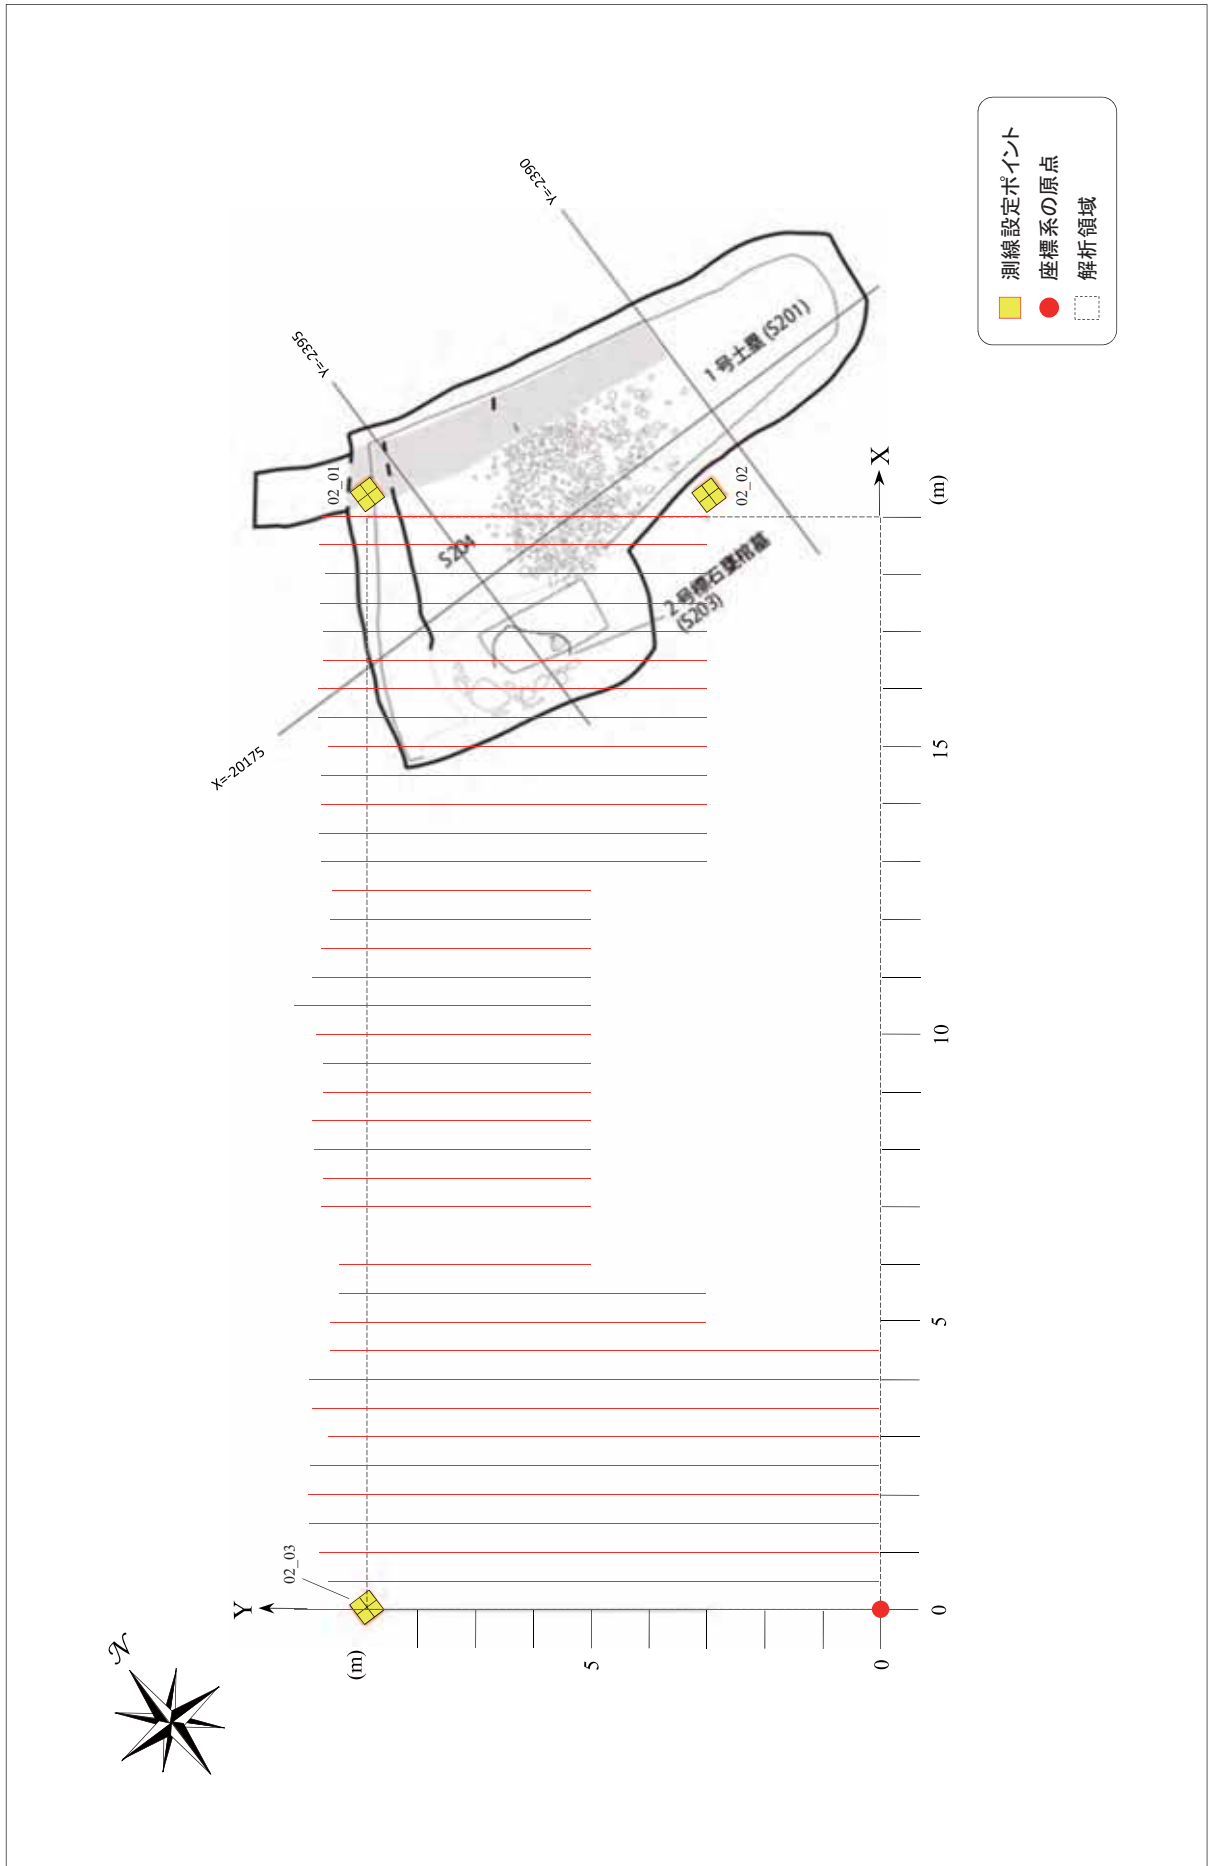 測線設定ポイント
座標系の原点
解析領域
Y=-2390
Y=-2395
X=-20175
1号土塁(S201)
02_01
02_02
S204
2号標石甕棺墓
(S203)
X
(m)
15
10
5
0
02_03
Y
(m)
5
0
N